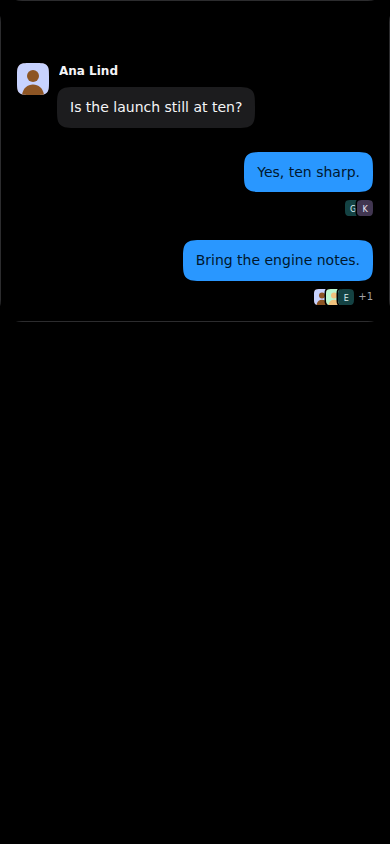 Ana Lind
Is the launch still at ten?
Yes, ten sharp.
G K
Bring the engine notes.
E +1